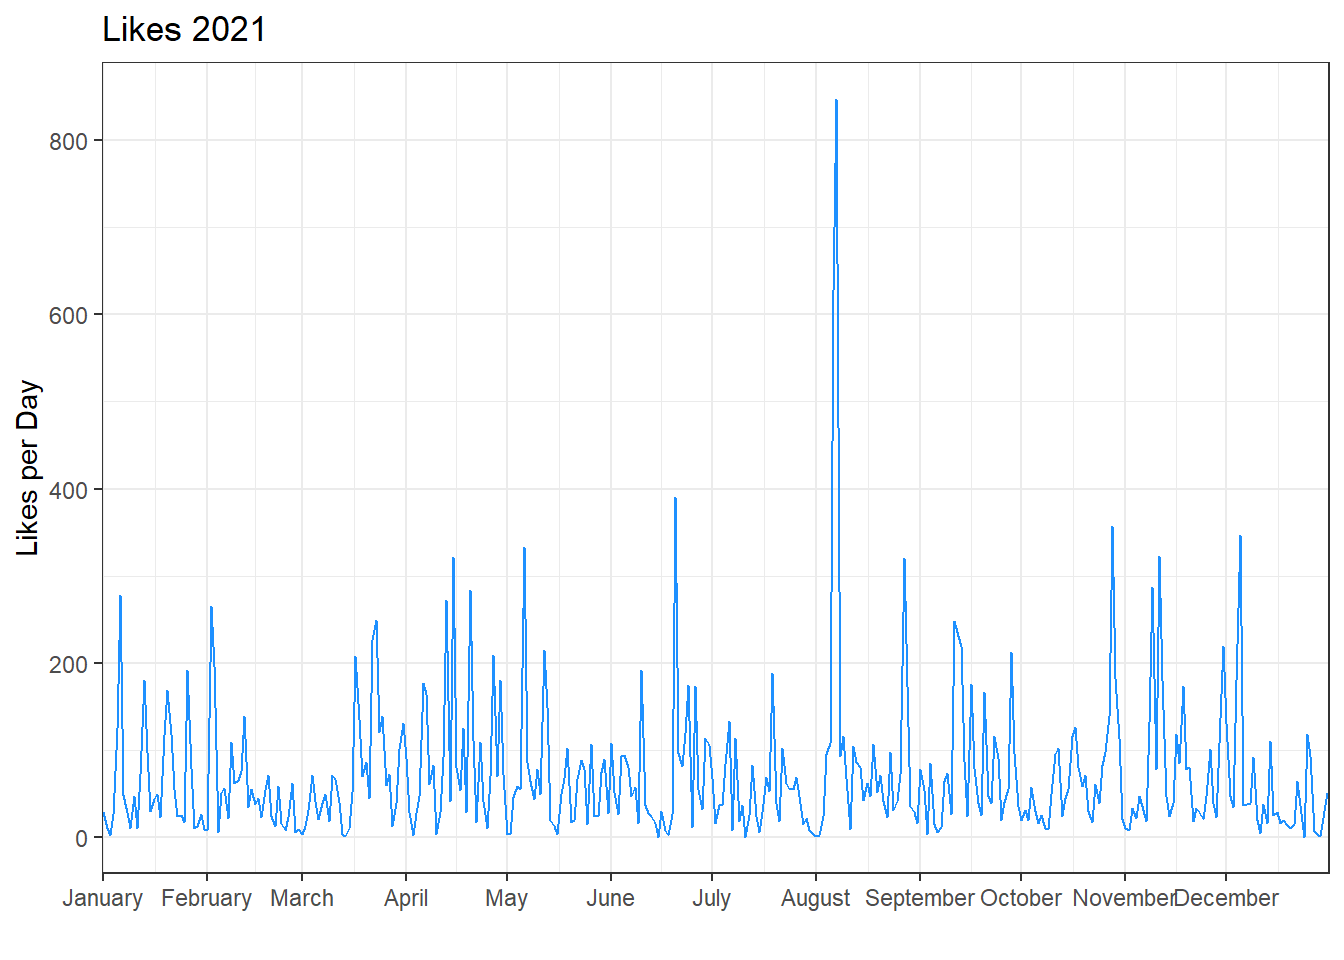 Likes 2021
Likes per Day
800
600
400
200
0
January February March April May June July August September October November December